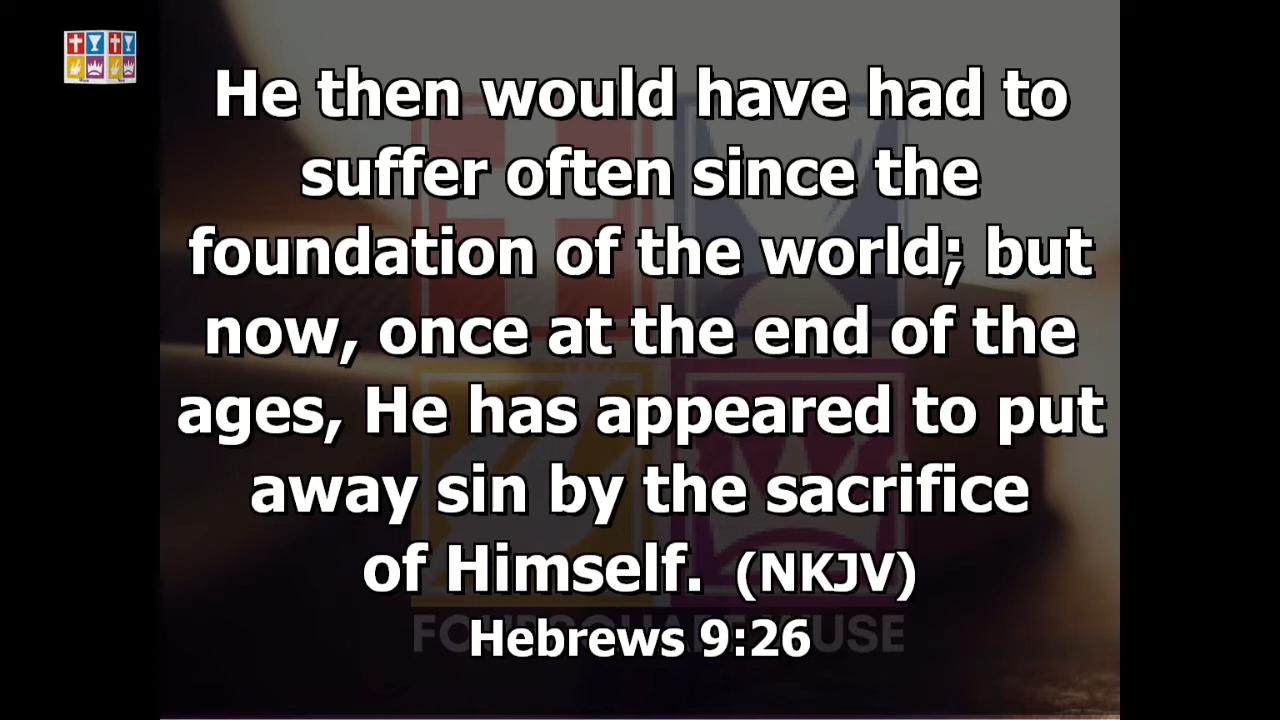 He then would have had to
suffer often since the
foundation of the world; but
now, once at the end of the
ages, He has appeared to put
away sin by the sacrifice
of Himself. (NKJV)
Hebrews 9:26